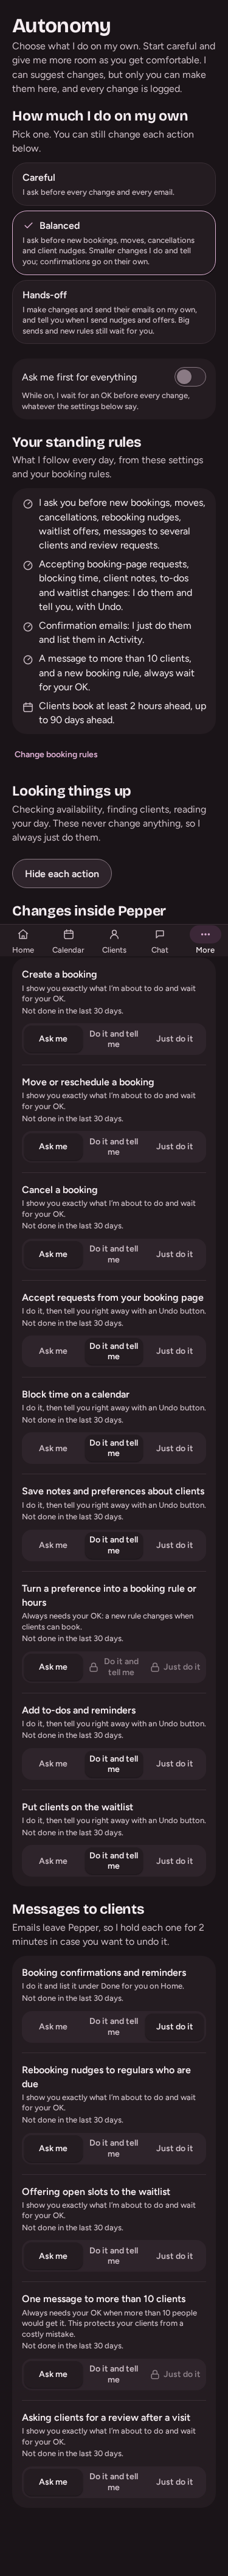 Autonomy
Choose what I do on my own. Start careful and
give me more room as you get comfortable. I
can suggest changes, but only you can make
them here, and every change is logged.
How much I do on my own
Pick one. You can still change each action
below.
Careful
I ask before every change and every email.
Balanced
I ask before new bookings, moves, cancellations
and client nudges. Smaller changes I do and tell
you; confirmations go on their own.
Hands-off
I make changes and send their emails on my own,
and tell you when I send nudges and offers. Big
sends and new rules still wait for you.
Ask me first for everything
While on, I wait for an OK before every change,
whatever the settings below say.
Your standing rules
What I follow every day, from these settings
and your booking rules.
I ask you before new bookings, moves,
cancellations, rebooking nudges,
waitlist offers, messages to several
clients and review requests.
Accepting booking-page requests,
blocking time, client notes, to-dos
and waitlist changes: I do them and
tell you, with Undo.
Confirmation emails: I just do them
and list them in Activity.
A message to more than 10 clients,
and a new booking rule, always wait
for your OK.
Clients book at least 2 hours ahead, up
to 90 days ahead.
Change booking rules
Looking things up
Checking availability, finding clients, reading
your day. These never change anything, so I
always just do them.
Hide each action
Changes inside Pepper
Home
Calendar
Clients
Chat
More
Create a booking
I show you exactly what I'm about to do and wait
for your OK.
Not done in the last 30 days.
Ask me
Do it and tell
me
Just do it
Move or reschedule a booking
I show you exactly what I'm about to do and wait
for your OK.
Not done in the last 30 days.
Ask me
Do it and tell
me
Just do it
Cancel a booking
I show you exactly what I'm about to do and wait
for your OK.
Not done in the last 30 days.
Ask me
Do it and tell
me
Just do it
Accept requests from your booking page
I do it, then tell you right away with an Undo button.
Not done in the last 30 days.
Ask me
Do it and tell
me
Just do it
Block time on a calendar
I do it, then tell you right away with an Undo button.
Not done in the last 30 days.
Ask me
Do it and tell
me
Just do it
Save notes and preferences about clients
I do it, then tell you right away with an Undo button.
Not done in the last 30 days.
Ask me
Do it and tell
me
Just do it
Turn a preference into a booking rule or
hours
Always needs your OK: a new rule changes when
clients can book.
Not done in the last 30 days.
Ask me
Do it and
tell me
Just do it
Add to-dos and reminders
I do it, then tell you right away with an Undo button.
Not done in the last 30 days.
Ask me
Do it and tell
me
Just do it
Put clients on the waitlist
I do it, then tell you right away with an Undo button.
Not done in the last 30 days.
Ask me
Do it and tell
me
Just do it
Messages to clients
Emails leave Pepper, so I hold each one for 2
minutes in case you want to undo it.
Booking confirmations and reminders
I do it and list it under Done for you on Home.
Not done in the last 30 days.
Ask me
Do it and tell
me
Just do it
Rebooking nudges to regulars who are
due
I show you exactly what I'm about to do and wait
for your OK.
Not done in the last 30 days.
Ask me
Do it and tell
me
Just do it
Offering open slots to the waitlist
I show you exactly what I'm about to do and wait
for your OK.
Not done in the last 30 days.
Ask me
Do it and tell
me
Just do it
One message to more than 10 clients
Always needs your OK when more than 10 people
would get it. This protects your clients from a
costly mistake.
Not done in the last 30 days.
Ask me
Do it and tell
me
Just do it
Asking clients for a review after a visit
I show you exactly what I'm about to do and wait
for your OK.
Not done in the last 30 days.
Ask me
Do it and tell
me
Just do it